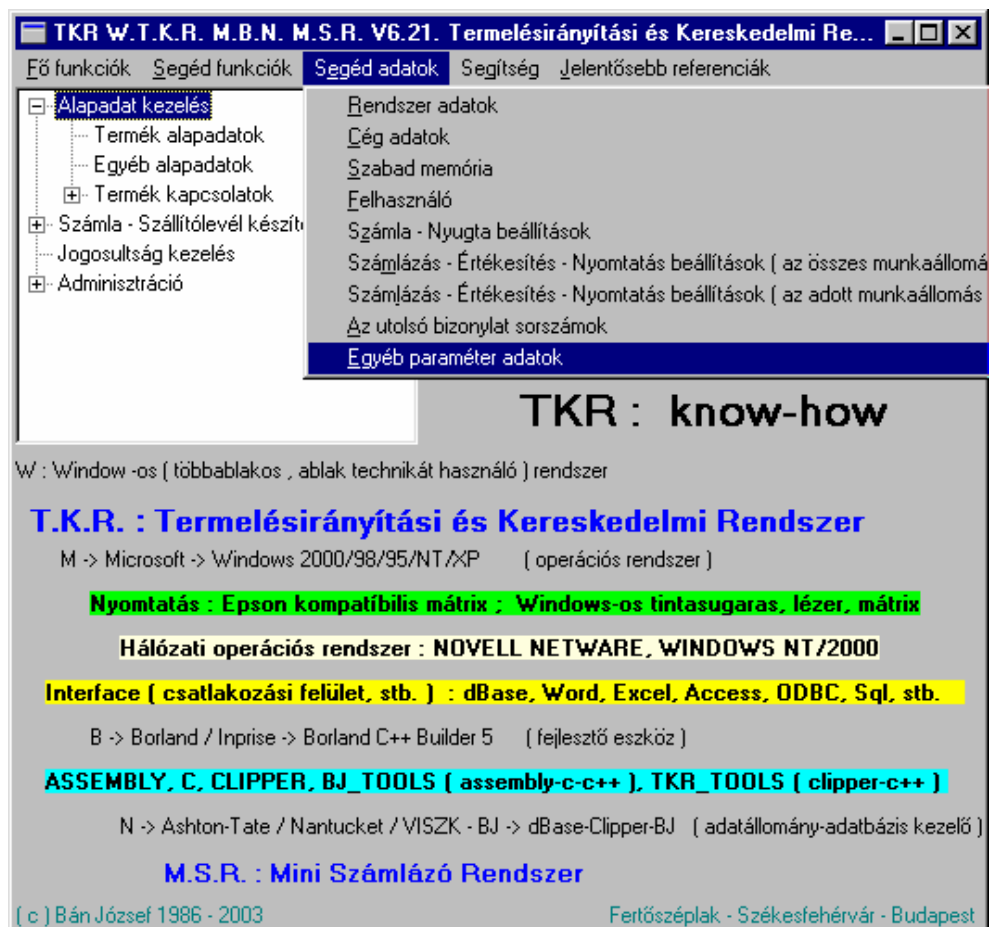 TKR W.T.K.R. M.B.N. M.S.R. V6.21. Termelésirányítási és Kereskedelmi Re...
Fő funkciók Segéd funkciók Segéd adatok Segítség Jelentősebb referenciák
Alapadat kezelés
Termék alapadatok
Egyéb alapadatok
Termék kapcsolatok
Számla - Szállítólevél készít
Jogosultság kezelés
Adminisztráció
Rendszer adatok
Cég adatok
Szabad memória
Felhasználó
Számla - Nyugta beállítások
Számlázás - Értékesítés - Nyomtatás beállítások ( az összes munkaállomá
Számlázás - Értékesítés - Nyomtatás beállítások ( az adott munkaállomás
Az utolsó bizonylat sorszámok
Egyéb paraméter adatok
TKR : know-how
W : Window -os ( többablakos , ablak technikát használó ) rendszer
T.K.R. : Termelésirányítási és Kereskedelmi Rendszer
M -> Microsoft -> Windows 2000/98/95/NT/XP ( operációs rendszer )
Nyomtatás : Epson kompatíbilis mátrix ; Windows-os tintasugaras, lézer, mátrix
Hálózati operációs rendszer : NOVELL NETWARE, WINDOWS NT/2000
Interface ( csatlakozási felület, stb. ) : dBase, Word, Excel, Access, ODBC, Sql, stb.
B -> Borland / Inprise -> Borland C++ Builder 5 ( fejlesztő eszköz )
ASSEMBLY, C, CLIPPER, BJ_TOOLS ( assembly-c-c++ ), TKR_TOOLS ( clipper-c++ )
N -> Ashton-Tate / Nantucket / VISZK - BJ -> dBase-Clipper-BJ ( adatállomány-adatbázis kezelő )
M.S.R. : Mini Számlázó Rendszer
( c ) Bán József 1986 - 2003 Fertőszéplak - Székesfehérvár - Budapest